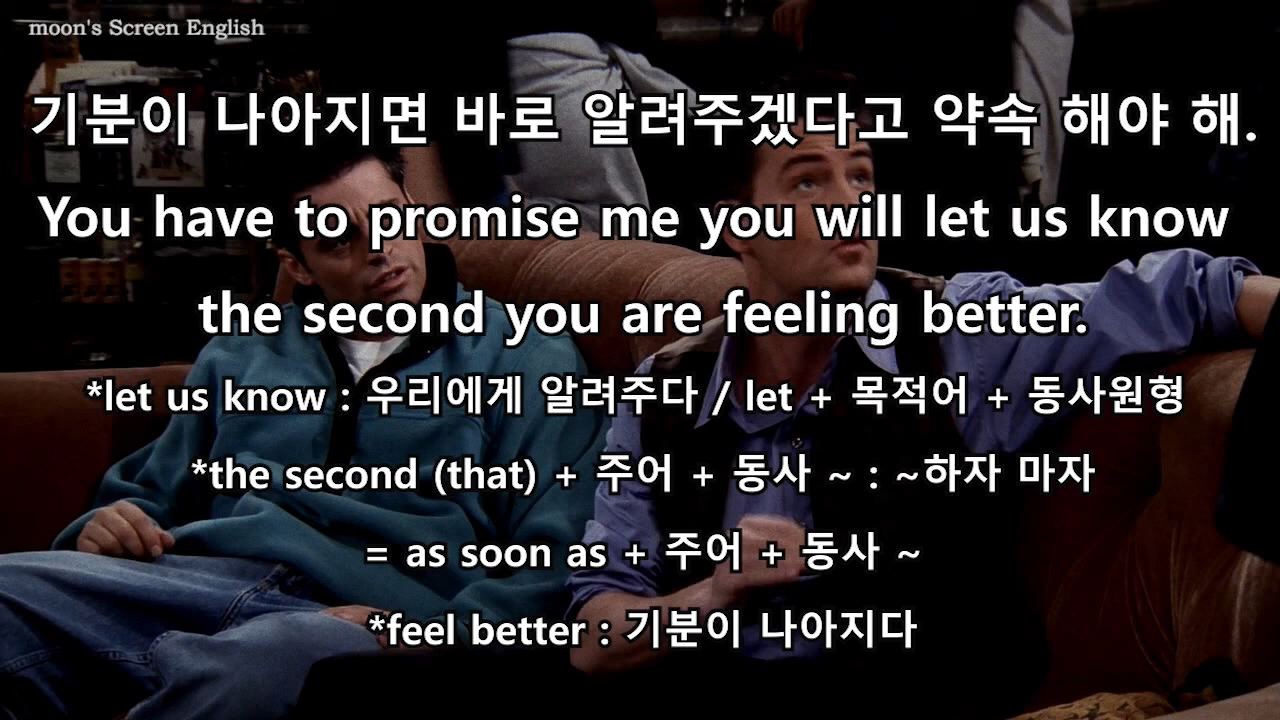 moon's Screen English
기분이 나아지면 바로 알려주겠다고 약속 해야 해.
You have to promise me you will let us know
the second you are feeling better.
*let us know : 우리에게 알려주다 / let + 목적어 + 동사원형
*the second (that) + 주어 + 동사 ~ : ~하자 마자
= as soon as + 주어 + 동사 ~
*feel better : 기분이 나아지다